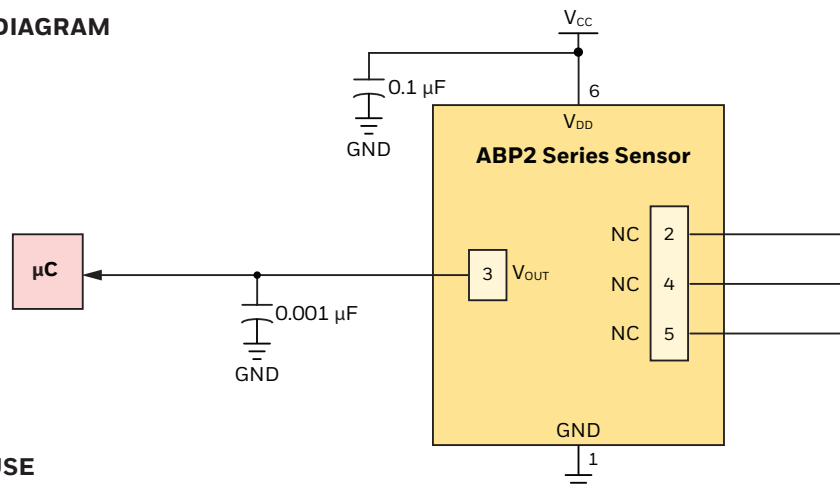 DIAGRAM
VCC
0.1 µF
GND
6
VDD
ABP2 Series Sensor
NC 2
µC
3 VOUT
NC 4
0.001 µF
NC 5
GND
GND
1
USE